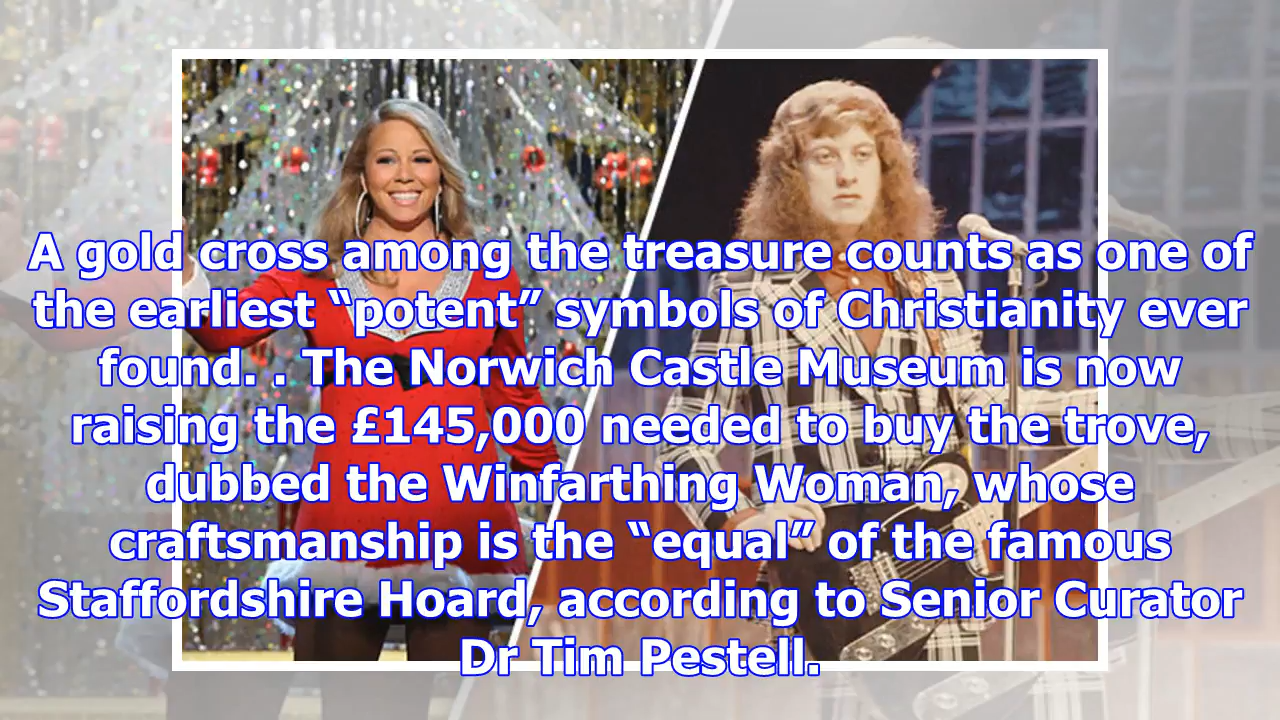 A gold cross among the treasure counts as one of
the earliest “potent” symbols of Christianity ever
found. . The Norwich Castle Museum is now
raising the £145,000 needed to buy the trove,
dubbed the Winfarthing Woman, whose
craftsmanship is the “equal” of the famous
Staffordshire Hoard, according to Senior Curator
Dr Tim Pestell.